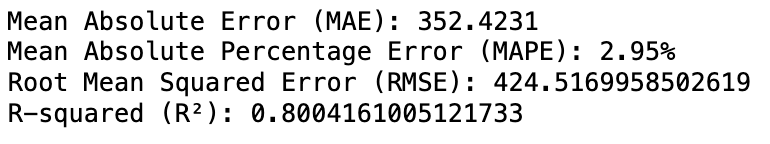 Mean Absolute Error (MAE): 352.4231
Mean Absolute Percentage Error (MAPE): 2.95%
Root Mean Squared Error (RMSE): 424.5169958502619
R-squared (R²): 0.8004161005121733